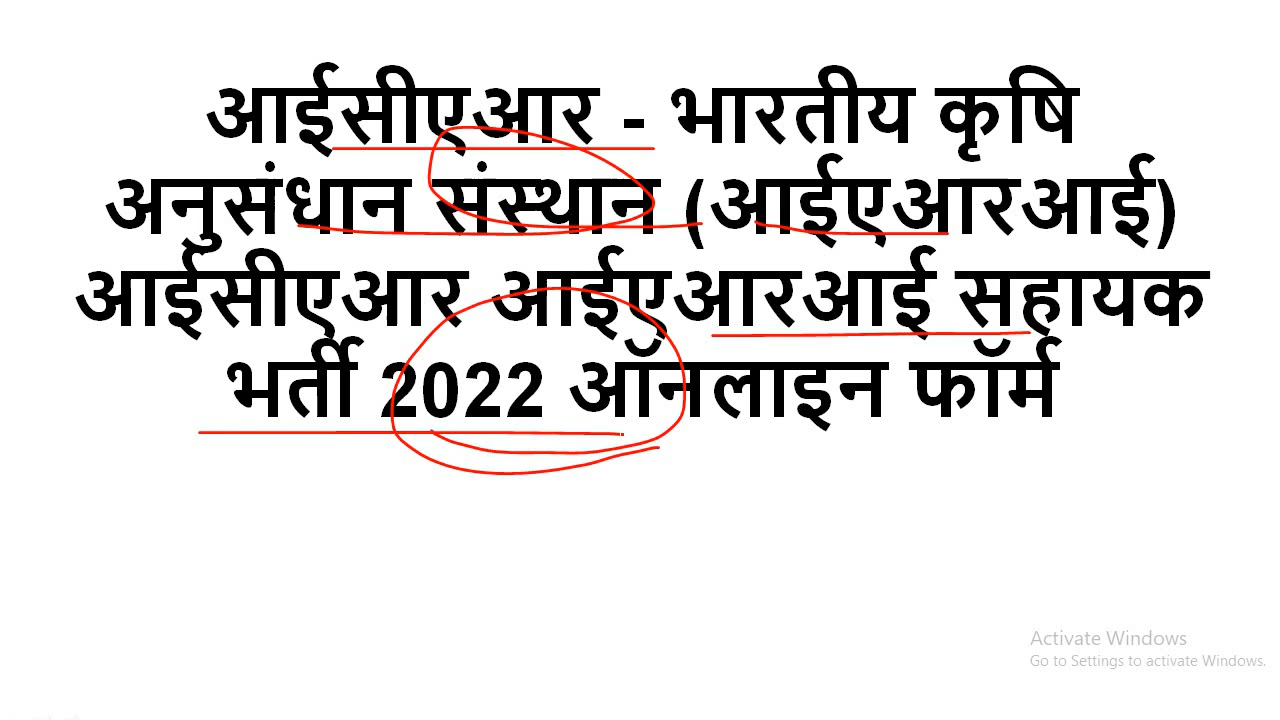 आईसीएआर - भारतीय कृषि
अनुसंधान संस्थान (आईएआरआई)
आईसीएआर आईएआरआई सहायक
भर्ती 2022 ऑनलाइन फॉर्म
Activate Windows
Go to Settings to activate Windows.